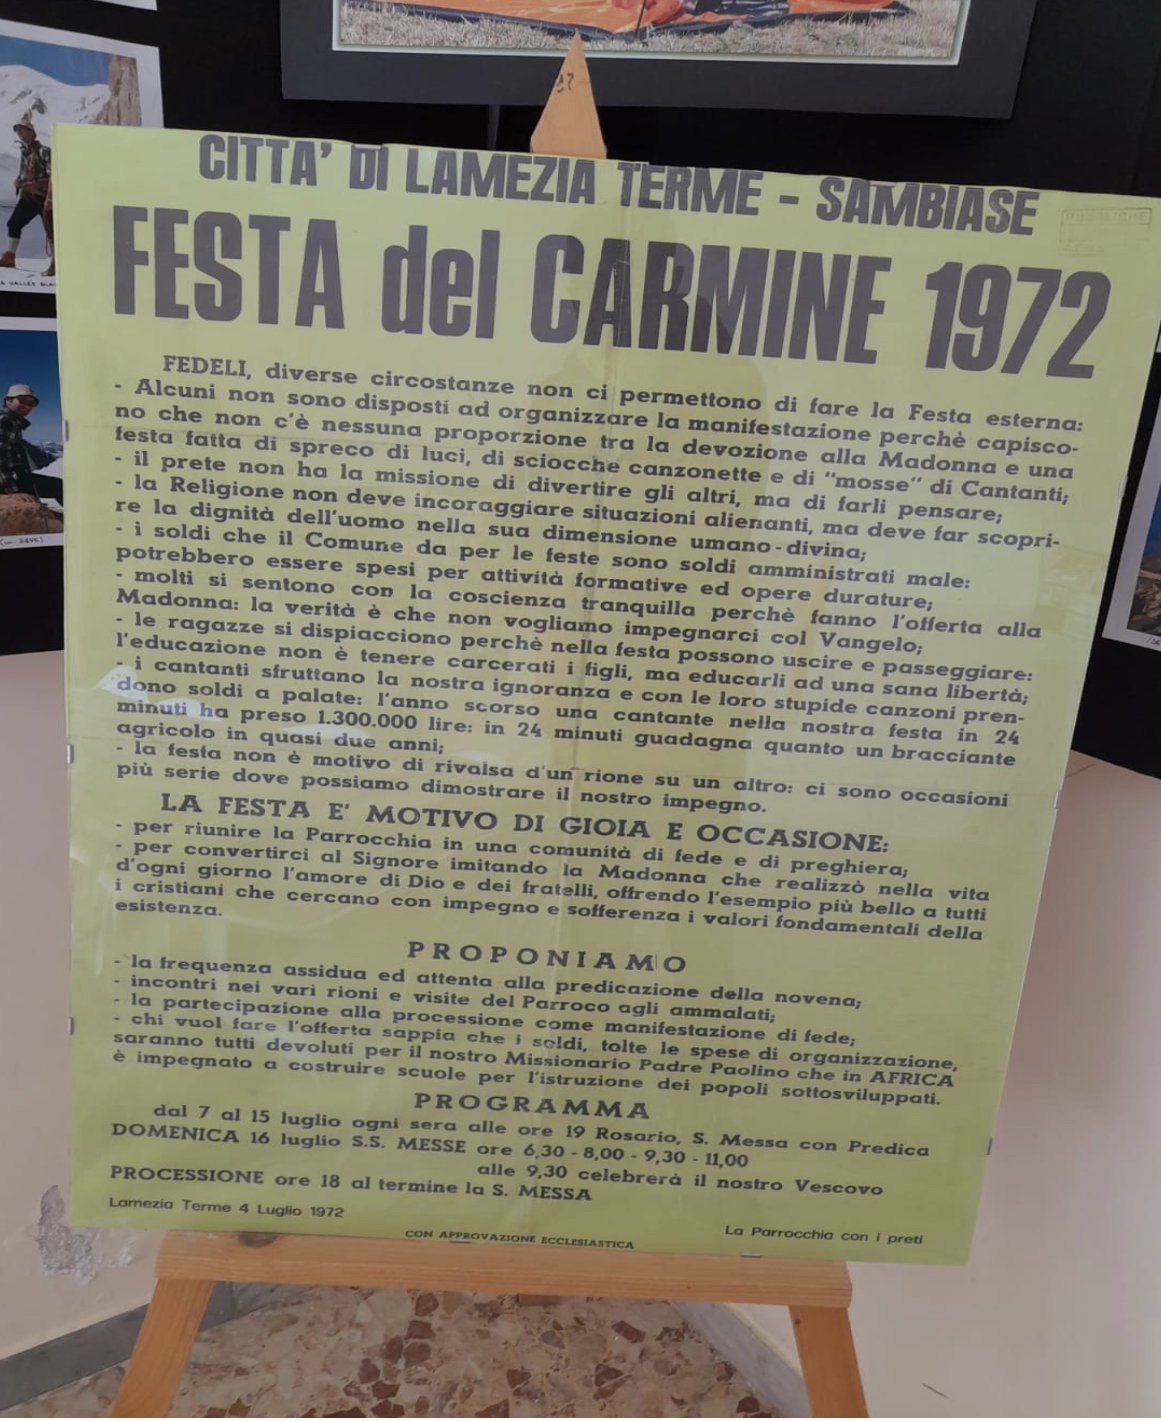 CITTA' DI LAMEZIA TERME - SAMBIASE
FESTA del CARMINE 1972
FEDELI, diverse circostanze non ci permettono di fare la Festa esterna:
- Alcuni non sono disposti ad organizzare la manifestazione perchè capisco-
no che non c'è nessuna proporzione tra la devozione alla Madonna e una
festa fatta di spreco di luci, di sciocche canzonette e di "mosse" di Cantanti;
- il prete non ha la missione di divertire gli altri, ma di farli pensare;
- la Religione non deve incoraggiare situazioni alienanti, ma deve far scopri-
re la dignità dell'uomo nella sua dimensione umano-divina;
- i soldi che il Comune da per le feste sono soldi amministrati male:
potrebbero essere spesi per attività formative ed opere durature;
- molti si sentono con la coscienza tranquilla perchè fanno l'offerta alla
Madonna: la verità è che non vogliamo impegnarci col Vangelo;
- le ragazze si dispiacciono perchè nella festa possono uscire e passeggiare:
l'educazione non è tenere carcerati i figli, ma educarli ad una sana libertà;
- i cantanti sfruttano la nostra ignoranza e con le loro stupide canzoni pren-
dono soldi a palate: l'anno scorso una cantante nella nostra festa in 24
minuti ha preso 1.300.000 lire: in 24 minuti guadagna quanto un bracciante
agricolo in quasi due anni;
- la festa non è motivo di rivalsa d'un rione su un altro: ci sono occasioni
più serie dove possiamo dimostrare il nostro impegno.
LA FESTA E' MOTIVO DI GIOIA E OCCASIONE:
- per riunire la Parrocchia in una comunità di fede e di preghiera;
- per convertirci al Signore imitando la Madonna che realizzò nella vita
d'ogni giorno l'amore di Dio e dei fratelli, offrendo l'esempio più bello a tutti
i cristiani che cercano con impegno e sofferenza i valori fondamentali della
esistenza.
PROPONIAMO
- la frequenza assidua ed attenta alla predicazione della novena;
- incontri nei vari rioni e visite del Parroco agli ammalati;
- la partecipazione alla processione come manifestazione di fede;
- chi vuol fare l'offerta sappia che i soldi, tolte le spese di organizzazione,
saranno tutti devoluti per il nostro Missionario Padre Paolino che in AFRICA
è impegnato a costruire scuole per l'istruzione dei popoli sottosviluppati.
PROGRAMMA
dal 7 al 15 luglio ogni sera alle ore 19 Rosario, S. Messa con Predica
DOMENICA 16 luglio S.S. MESSE ore 6,30 - 8,00 - 9,30 - 11,00
alle 9,30 celebrerà il nostro Vescovo
PROCESSIONE ore 18 al termine la S. MESSA
Lamezia Terme 4 Luglio 1972
La Parrocchia con i preti
CON APPROVAZIONE ECCLESIASTICA